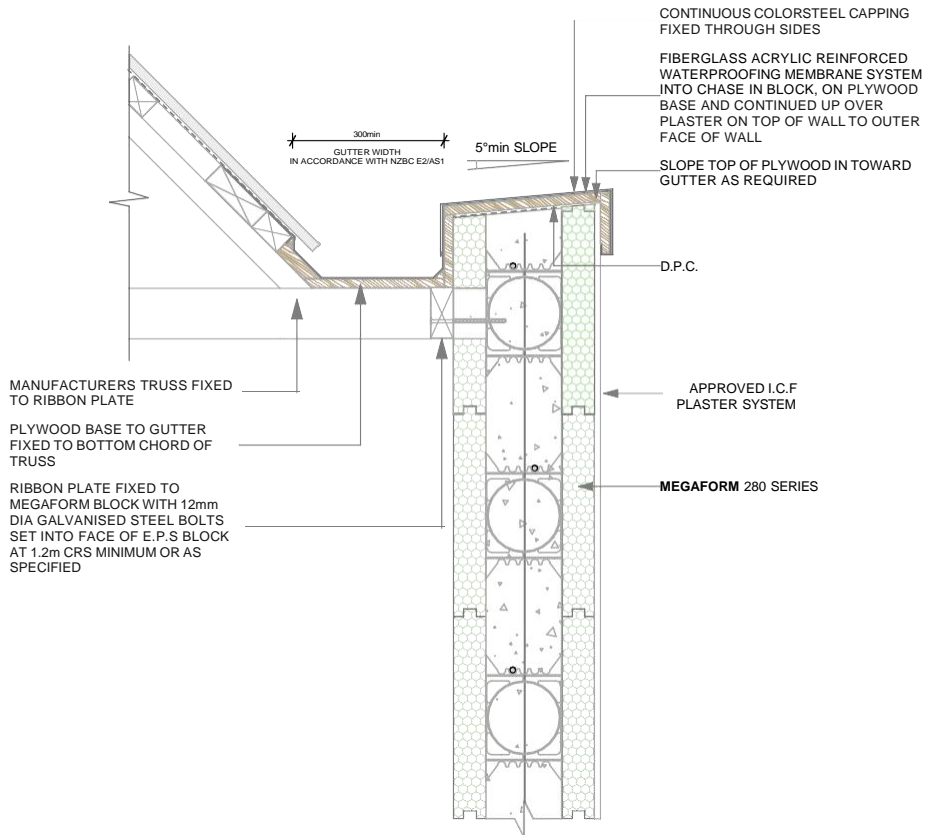 CONTINUOUS COLORSTEEL CAPPING
FIXED THROUGH SIDES
FIBERGLASS ACRYLIC REINFORCED
WATERPROOFING MEMBRANE SYSTEM
INTO CHASE IN BLOCK, ON PLYWOOD
BASE AND CONTINUED UP OVER
PLASTER ON TOP OF WALL TO OUTER
FACE OF WALL
SLOPE TOP OF PLYWOOD IN TOWARD
GUTTER AS REQUIRED
300min
GUTTER WIDTH
IN ACCORDANCE WITH NZBC E2/AS1
5°min SLOPE
D.P.C.
MANUFACTURERS TRUSS FIXED
TO RIBBON PLATE
PLYWOOD BASE TO GUTTER
FIXED TO BOTTOM CHORD OF
TRUSS
RIBBON PLATE FIXED TO
MEGAFORM BLOCK WITH 12mm
DIA GALVANISED STEEL BOLTS
SET INTO FACE OF E.P.S BLOCK
AT 1.2m CRS MINIMUM OR AS
SPECIFIED
APPROVED I.C.F
PLASTER SYSTEM
MEGAFORM 280 SERIES